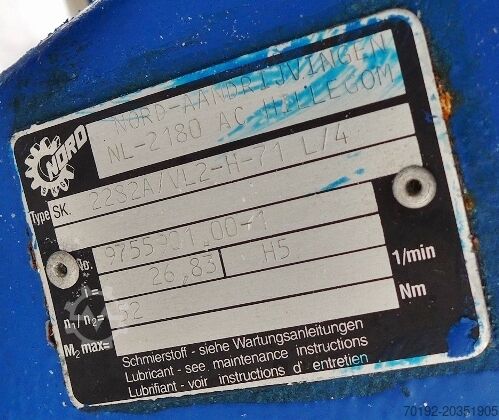 NORD-AANDRIJVINGEN
NORD
NL-2180 AC HILLEGOM
Type SK. 2282A/VL2-H-71 L/4
No. 9755901.00-1
i = 26,83 H5
n1/n2= 52 1/min
M2 max= Nm
Schmierstoff - siehe Wartungsanleitungen
Lubricant - see maintenance instructions
Lubrifiant - voir instructions d' entretien
70192-20351905